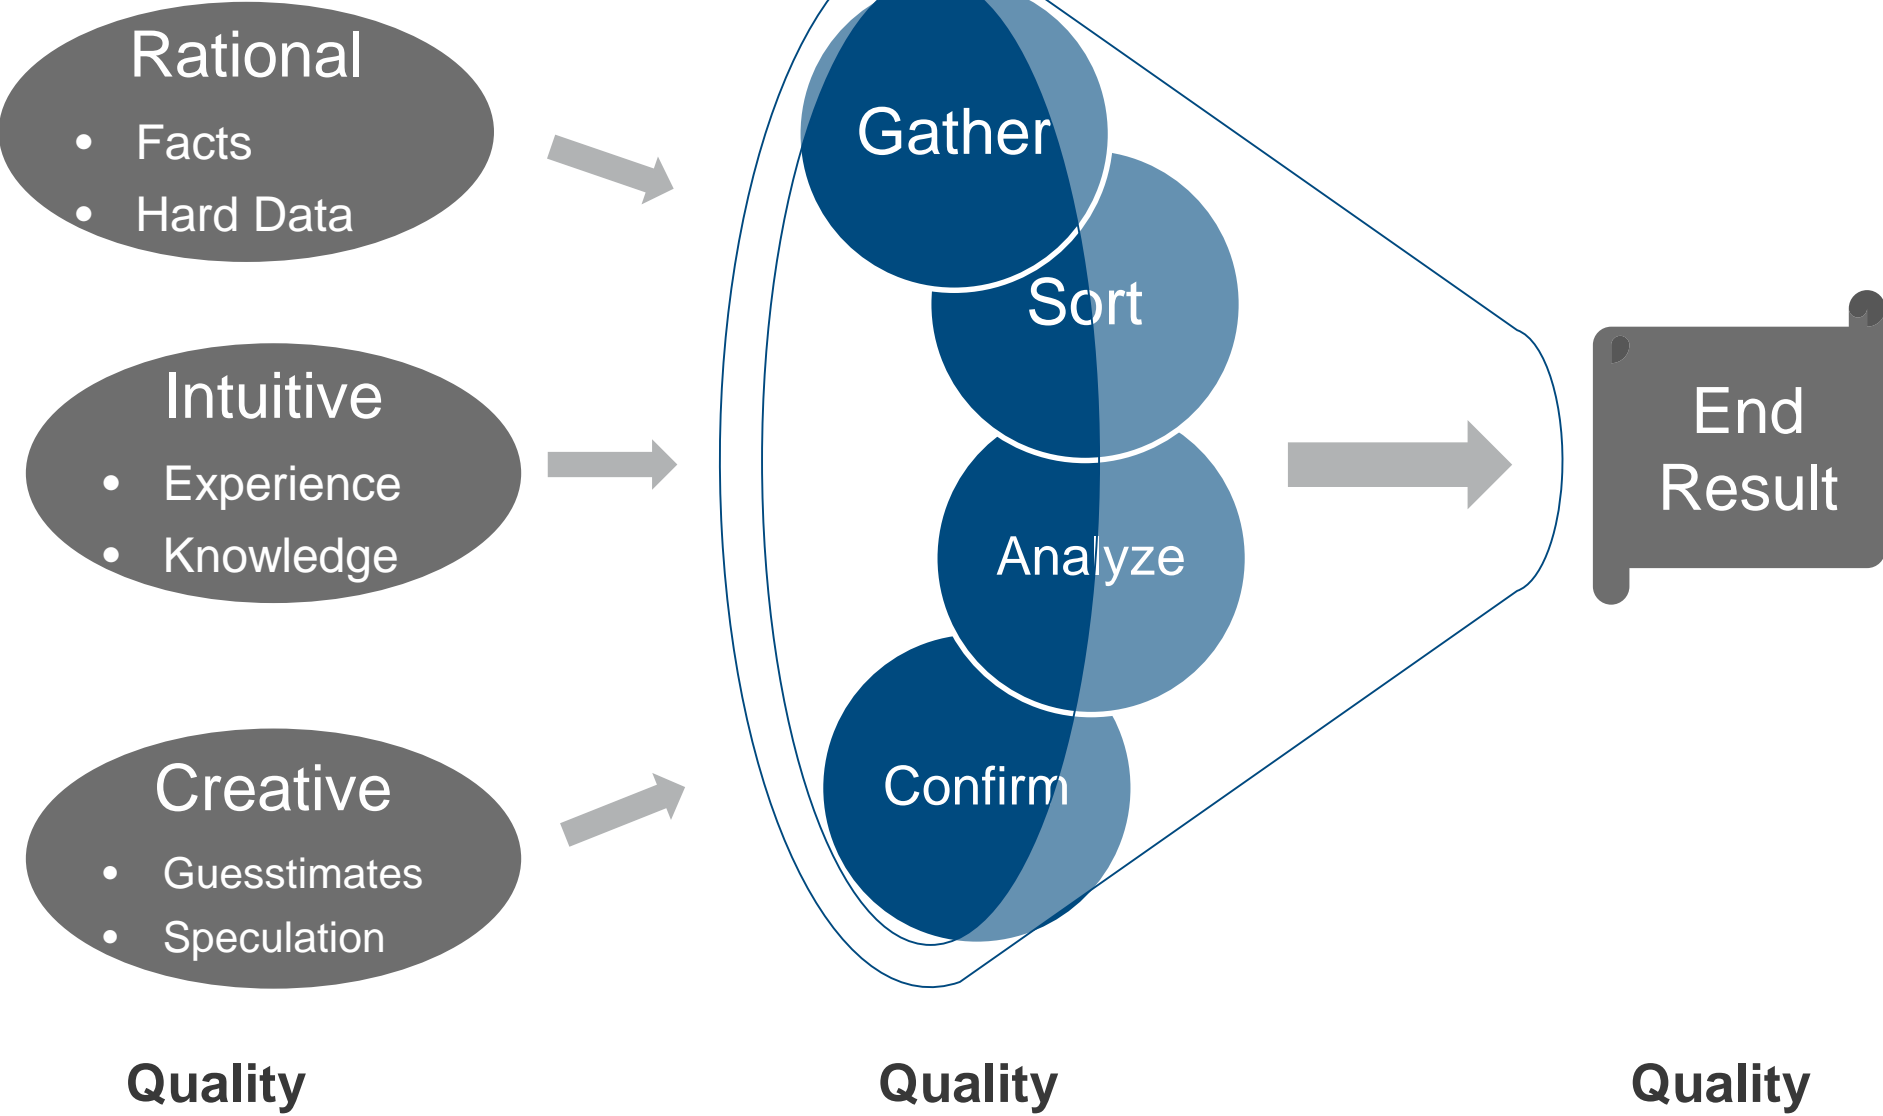 Rational
• Facts
• Hard Data
Intuitive
• Experience
• Knowledge
Creative
• Guesstimates
• Speculation
Gather
Sort
Analyze
Confirm
End
Result
Quality
Quality
Quality